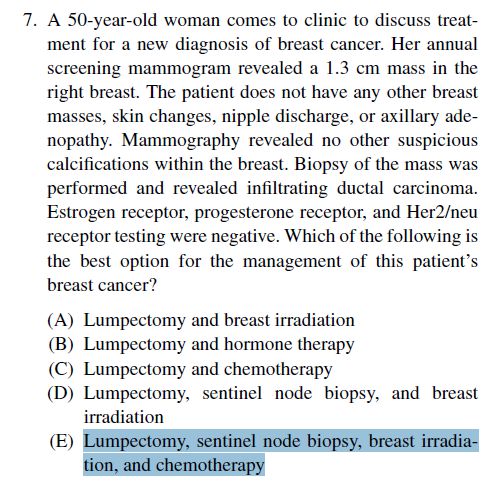 7. A 50-year-old woman comes to clinic to discuss treat-
ment for a new diagnosis of breast cancer. Her annual
screening mammogram revealed a 1.3 cm mass in the
right breast. The patient does not have any other breast
masses, skin changes, nipple discharge, or axillary ade-
nopathy. Mammography revealed no other suspicious
calcifications within the breast. Biopsy of the mass was
performed and revealed infiltrating ductal carcinoma.
Estrogen receptor, progesterone receptor, and Her2/neu
receptor testing were negative. Which of the following is
the best option for the management of this patient's
breast cancer?
(A) Lumpectomy and breast irradiation
(B) Lumpectomy and hormone therapy
(C) Lumpectomy and chemotherapy
(D) Lumpectomy, sentinel node biopsy, and breast
irradiation
(E) Lumpectomy, sentinel node biopsy, breast irradia-
tion, and chemotherapy